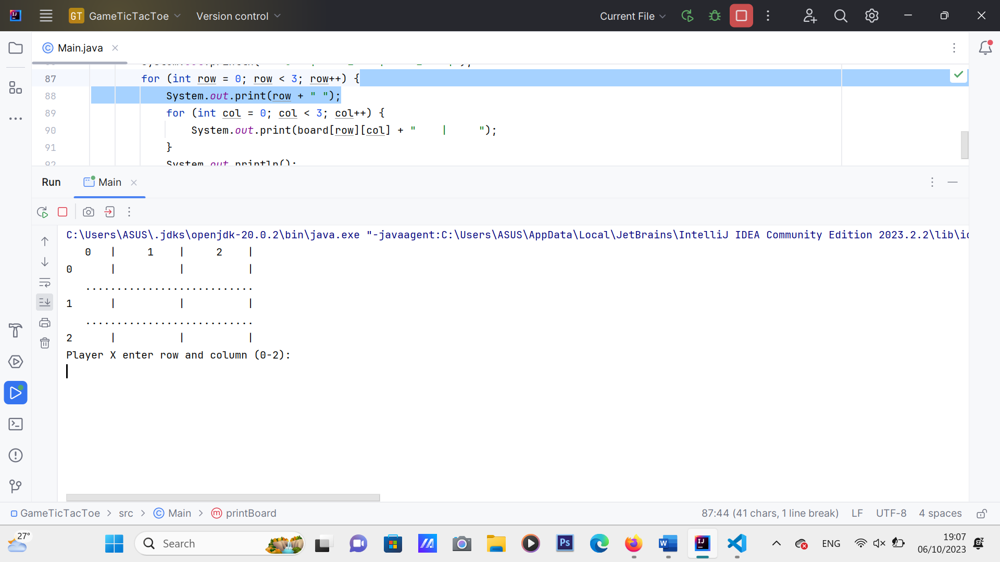 GT GameTicTacToe Version control Current File
Main.java
87 for (int row = 0; row < 3; row++) {
88 System.out.print(row + " ");
89 for (int col = 0; col < 3; col++) {
90 System.out.print(board[row][col] + "    |     ");
91 }
92 System.out.println();
Run Main
C:\Users\ASUS\.jdks\openjdk-20.0.2\bin\java.exe "-javaagent:C:\Users\ASUS\AppData\Local\JetBrains\IntelliJ IDEA Community Edition 2023.2.2\lib\id
   0   |     1    |     2    |
0      |          |          |
   ...........................
1      |          |          |
   ...........................
2      |          |          |
Player X enter row and column (0-2):
GameTicTacToe > src > Main > printBoard 87:44 (41 chars, 1 line break) LF UTF-8 4 spaces
27° Search ENG 19:07
06/10/2023